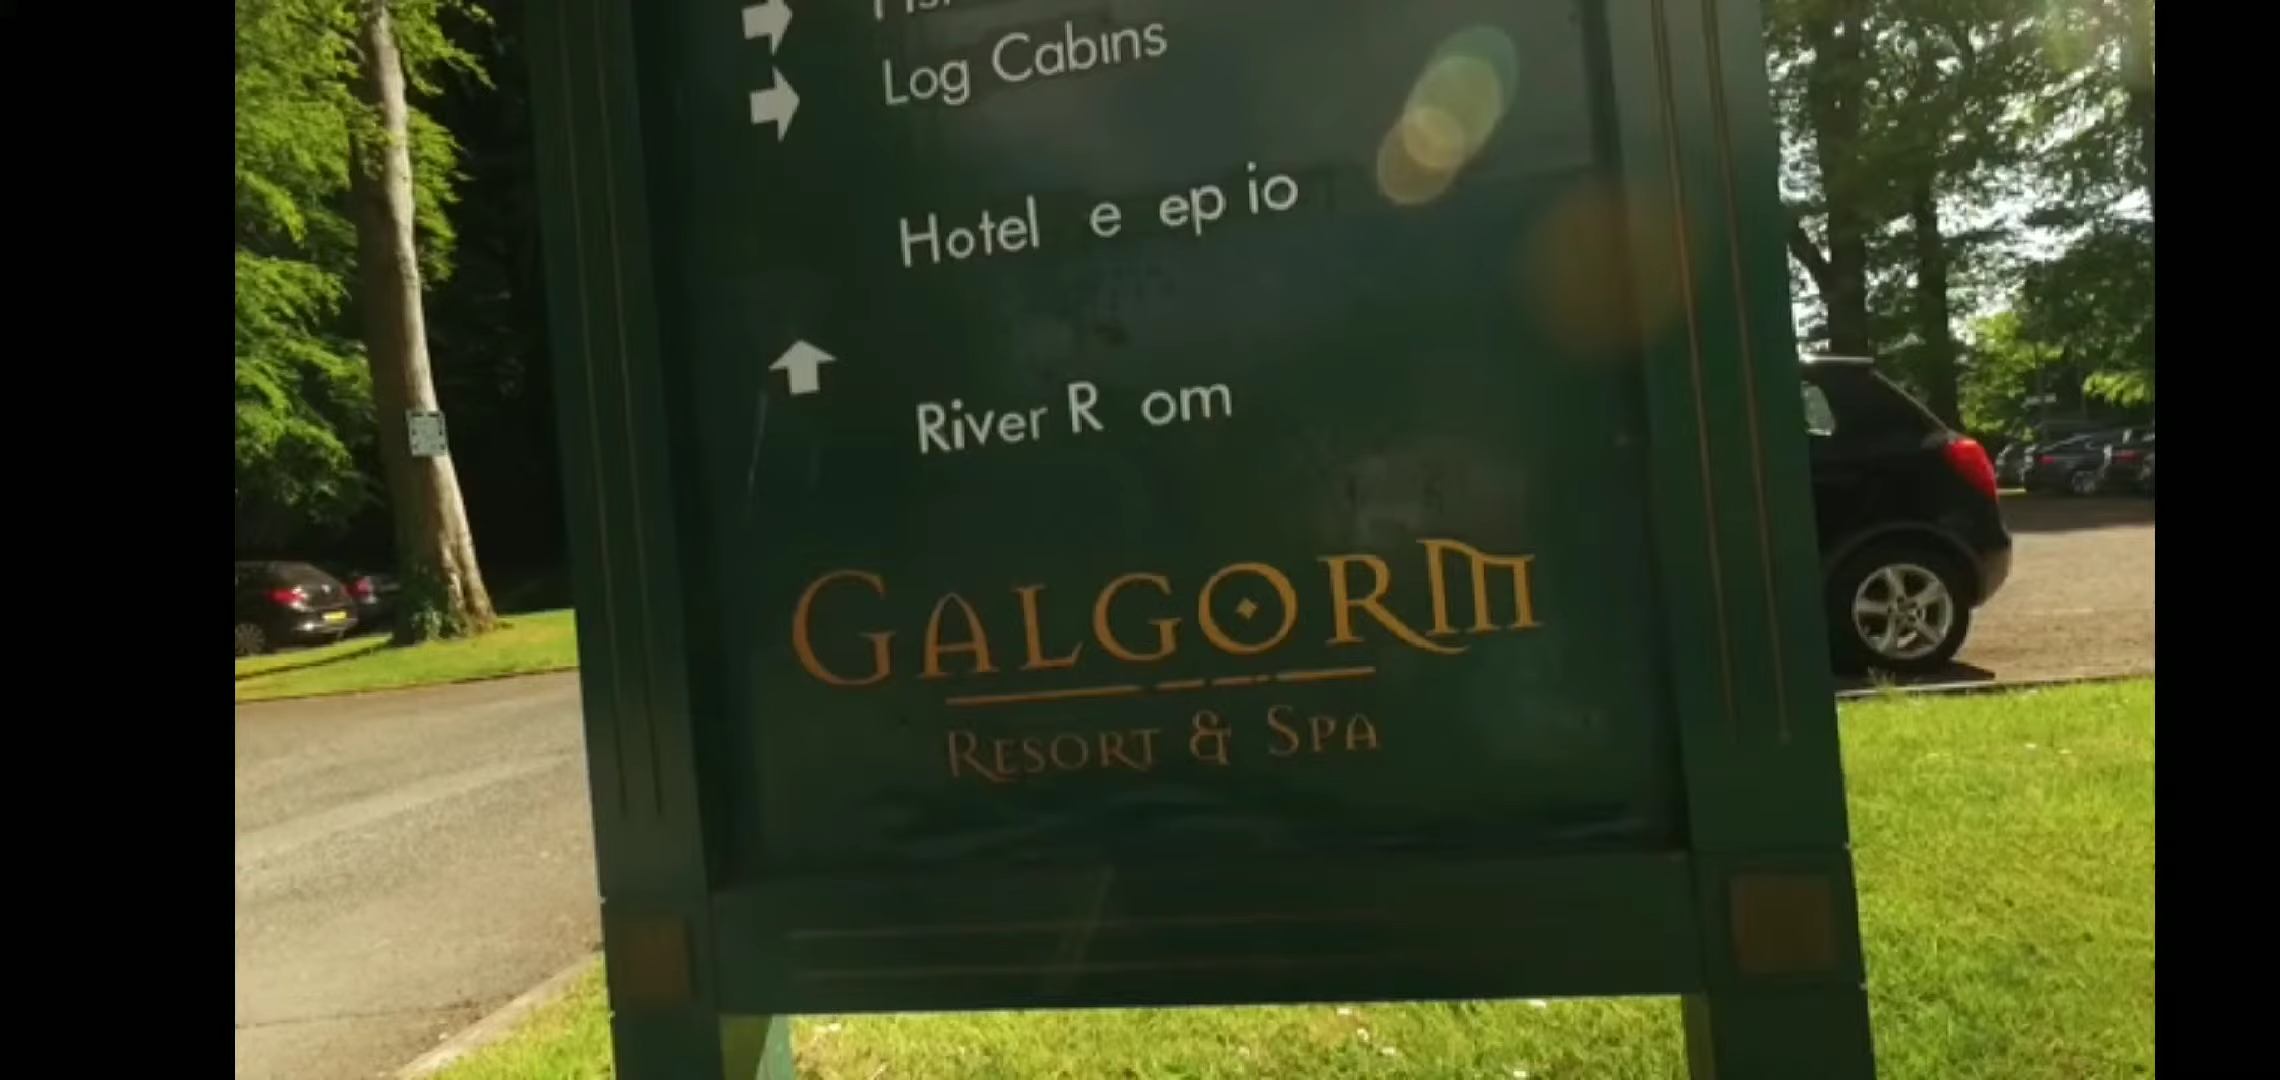 Log Cabins
Hotel e ep io
River R om
GALGORM
RESORT & SPA